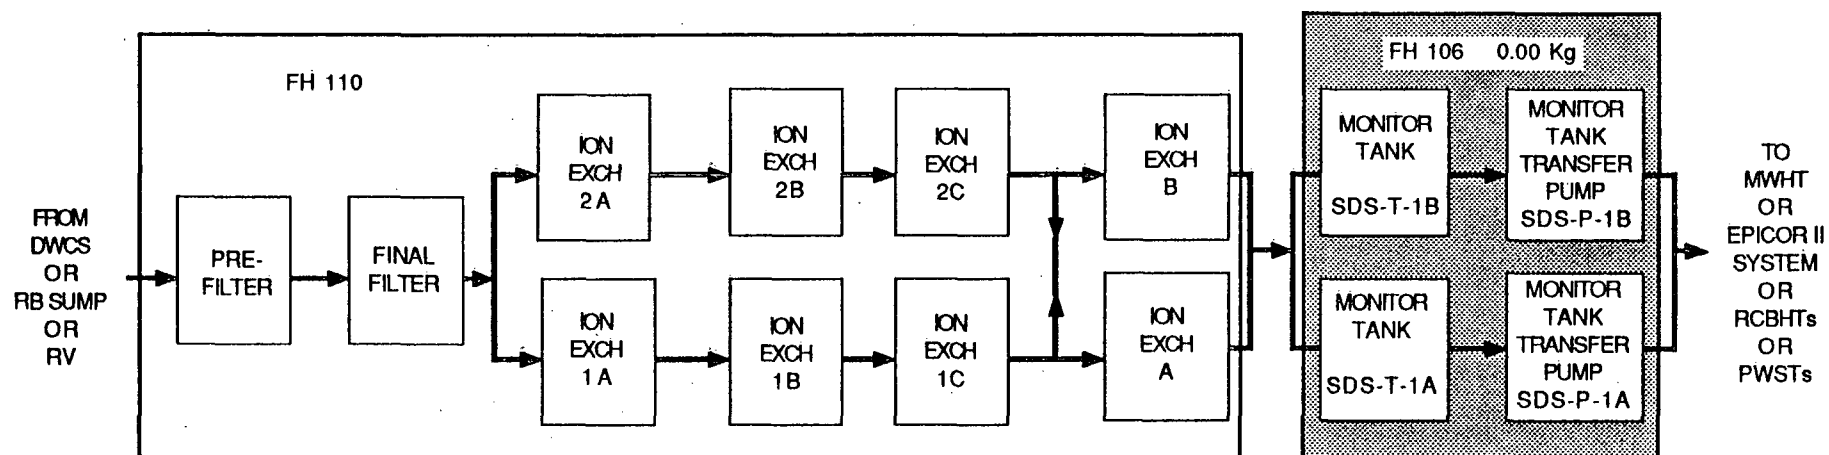 FH 110
FH 106 0.00 Kg
FROM
DWCS
OR
RB SUMP
OR
RV
PRE-
FILTER
FINAL
FILTER
ION
EXCH
2A
ION
EXCH
2B
ION
EXCH
2C
ION
EXCH
B
ION
EXCH
1A
ION
EXCH
1B
ION
EXCH
1C
ION
EXCH
A
MONITOR
TANK
SDS-T-1B
MONITOR
TANK
TRANSFER
PUMP
SDS-P-1B
MONITOR
TANK
SDS-T-1A
MONITOR
TANK
TRANSFER
PUMP
SDS-P-1A
TO
MWHT
OR
EPICOR II
SYSTEM
OR
RCBHTs
OR
PWSTs